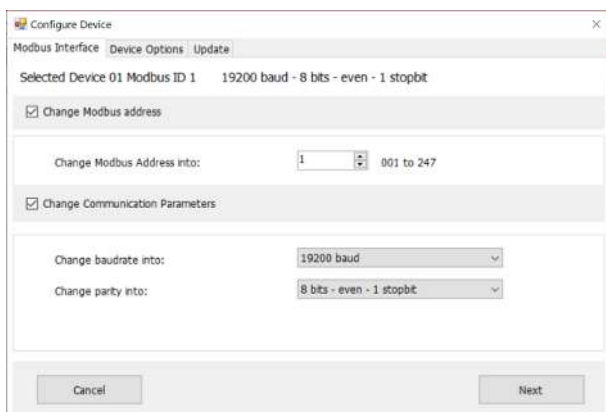 Configure Device
Modbus Interface Device Options Update
Selected Device 01 Modbus ID 1 19200 baud - 8 bits - even - 1 stopbit
Change Modbus address
Change Modbus Address into: 1 001 to 247
Change Communication Parameters
Change baudrate into: 19200 baud
Change parity into: 8 bits - even - 1 stopbit
Cancel Next